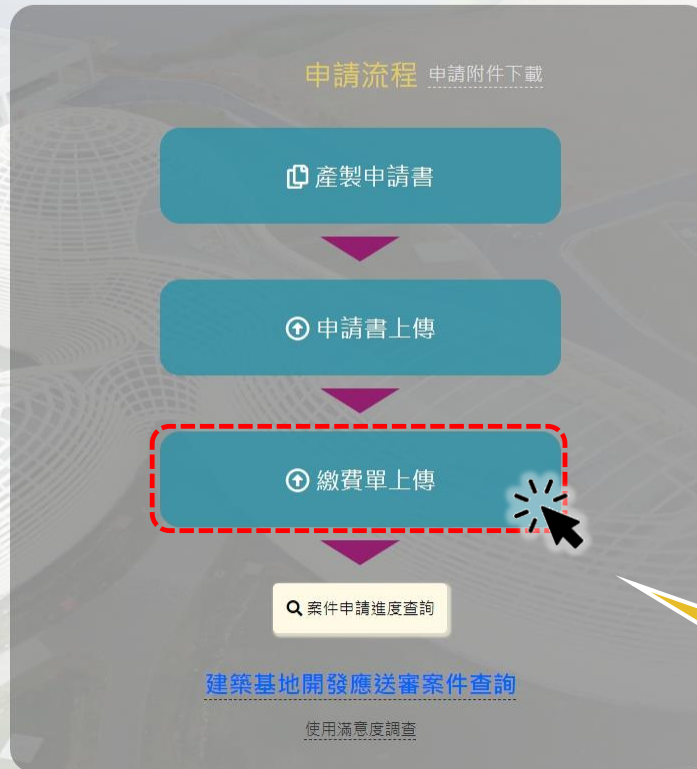 申請流程 申請附件下載
產製申請書
申請書上傳
繳費單上傳
案件申請進度查詢
建築基地開發應送審案件查詢
使用滿意度調查